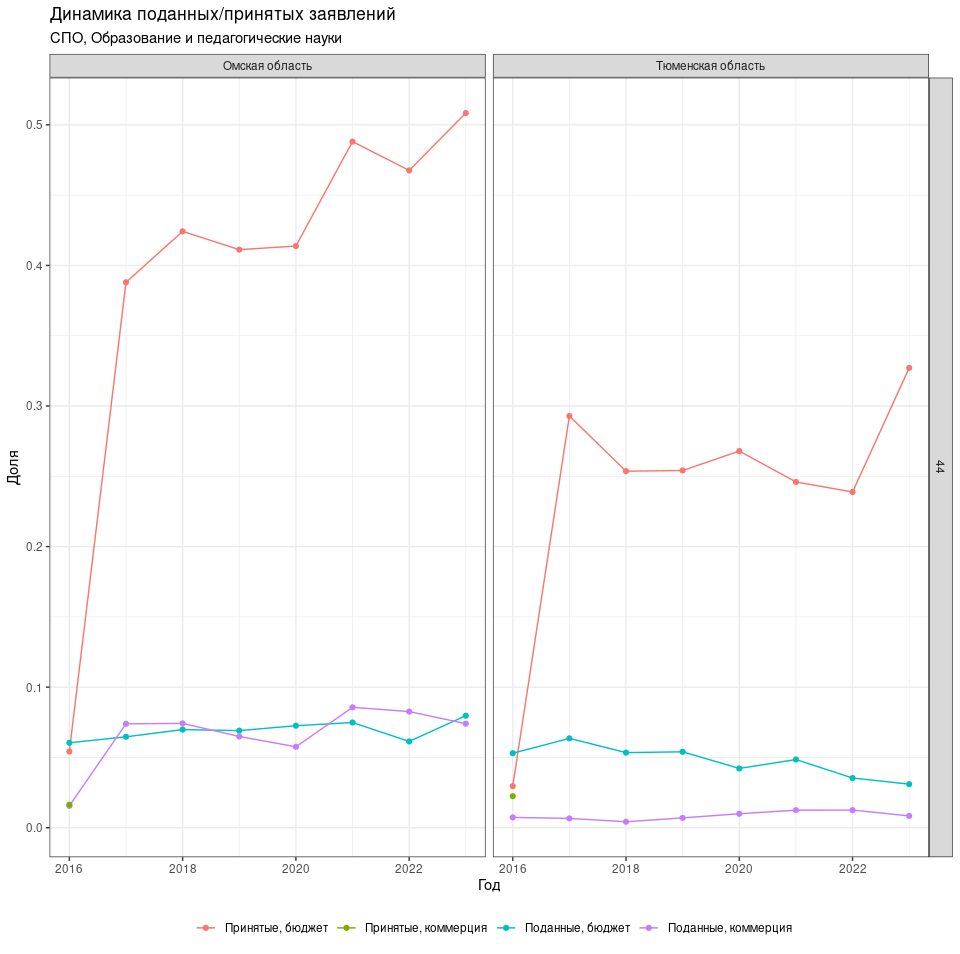 Динамика поданных/принятых заявлений
СПО, Образование и педагогические науки
Омская область
Тюменская область
44
Доля
0.5
0.4
0.3
0.2
0.1
0.0
2016 2018 2020 2022
2016 2018 2020 2022
Год
Принятые, бюджет Принятые, коммерция Поданные, бюджет Поданные, коммерция